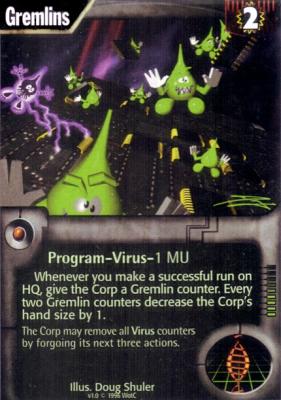 Gremlins
2
Program-Virus-1 MU
Whenever you make a successful run on
HQ, give the Corp a Gremlin counter. Every
two Gremlin counters decrease the Corp's
hand size by 1.
The Corp may remove all Virus counters
by forgoing its next three actions.
Illus. Doug Shuler
v1.0 © 1996 WotC